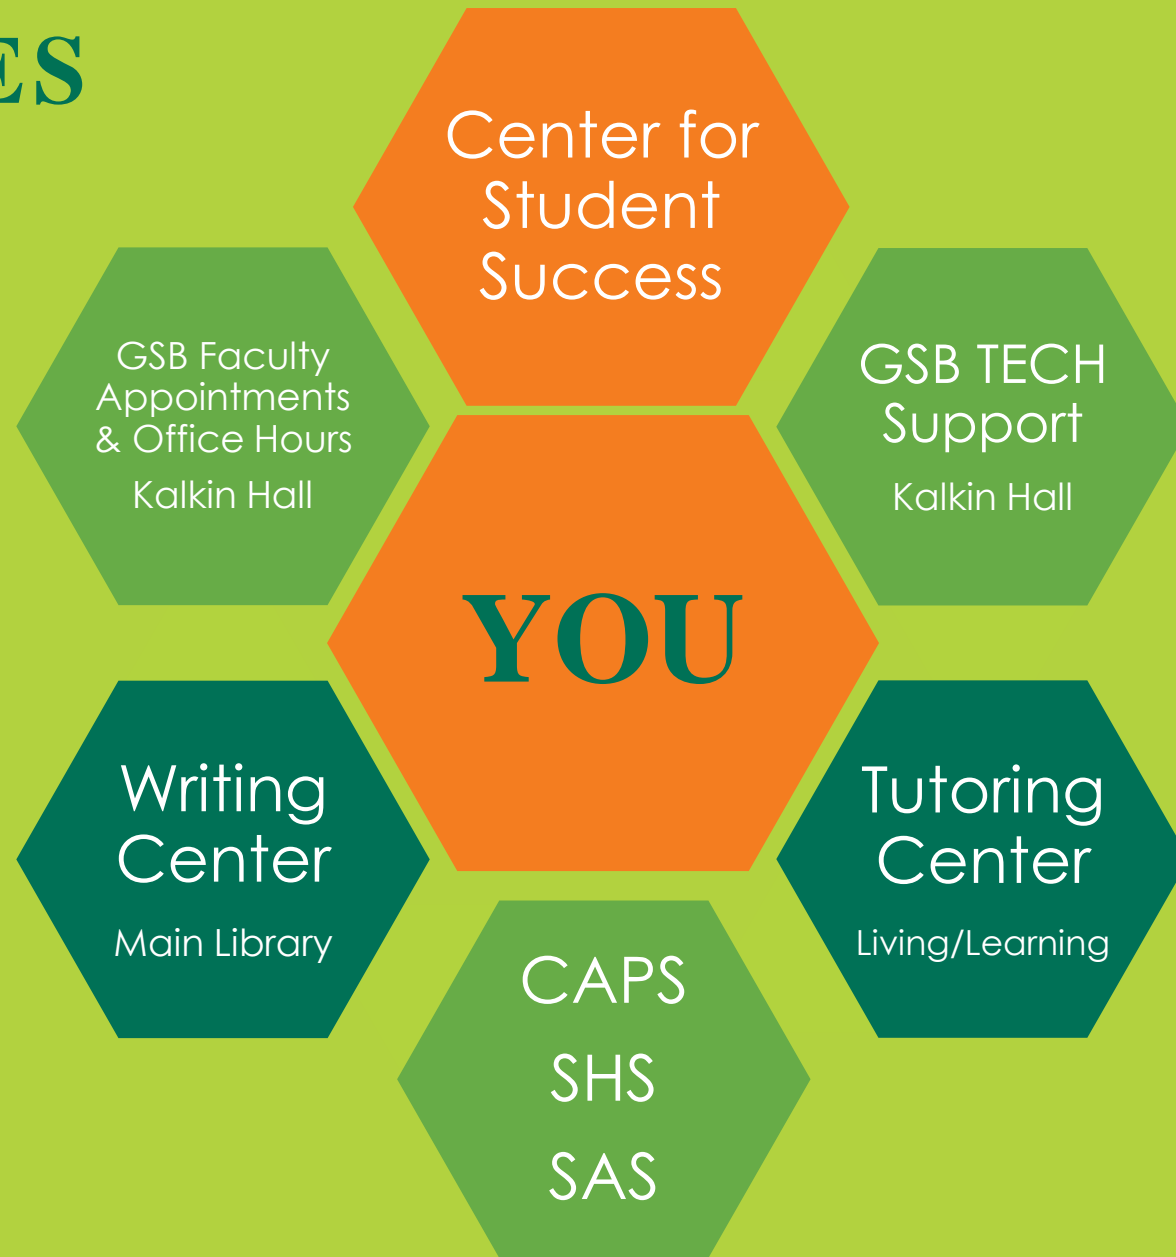 ES
Center for
Student
Success
GSB Faculty
Appointments
& Office Hours
Kalkin Hall
GSB TECH
Support
Kalkin Hall
YOU
Writing
Center
Main Library
Tutoring
Center
Living/Learning
CAPS
SHS
SAS